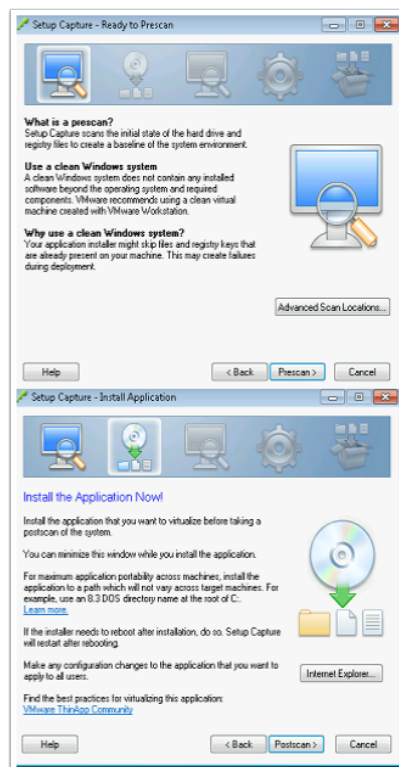 Setup Capture - Ready to Prescan
What is a prescan?
Setup Capture scans the initial state of the hard drive and
registry files to create a baseline of the system environment.
Use a clean Windows system
A clean Windows system does not contain any installed
software beyond the operating system and required
components. VMware recommends using a clean virtual
machine created with VMware Workstation.
Why use a clean Windows system?
Your application installer might skip files and registry keys that
are already present on your machine. This may create failures
during deployment.
Advanced Scan Locations...
Help
< Back
Prescan >
Cancel
Setup Capture - Install Application
Install the Application Now!
Install the application that you want to virtualize before taking a
postscan of the system.
You can minimize this window while you install the application.
For maximum application portability across machines, install the
application to a path which will not vary across target machines. For
example, use an 8.3 DOS directory name at the root of C:.
Learn more.
If the installer needs to reboot after installation, do so. Setup Capture
will restart after rebooting.
Make any configuration changes to the application that you want to
apply to all users.
Internet Explorer...
Find the best practices for virtualizing this application:
VMware ThinApp Community
Help
< Back
Postscan >
Cancel